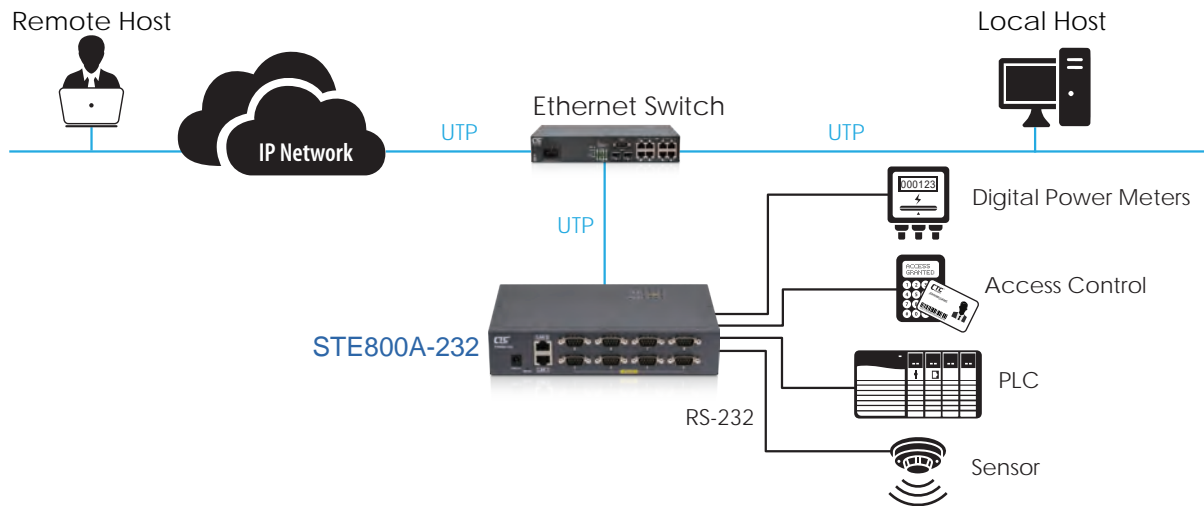 Remote Host
Local Host
Ethernet Switch
UTP
UTP
IP Network
000123
Digital Power Meters
UTP
ACCESS
GRANTED
CTC
Access Control
STE800A-232
CTC
PLC
RS-232
Sensor